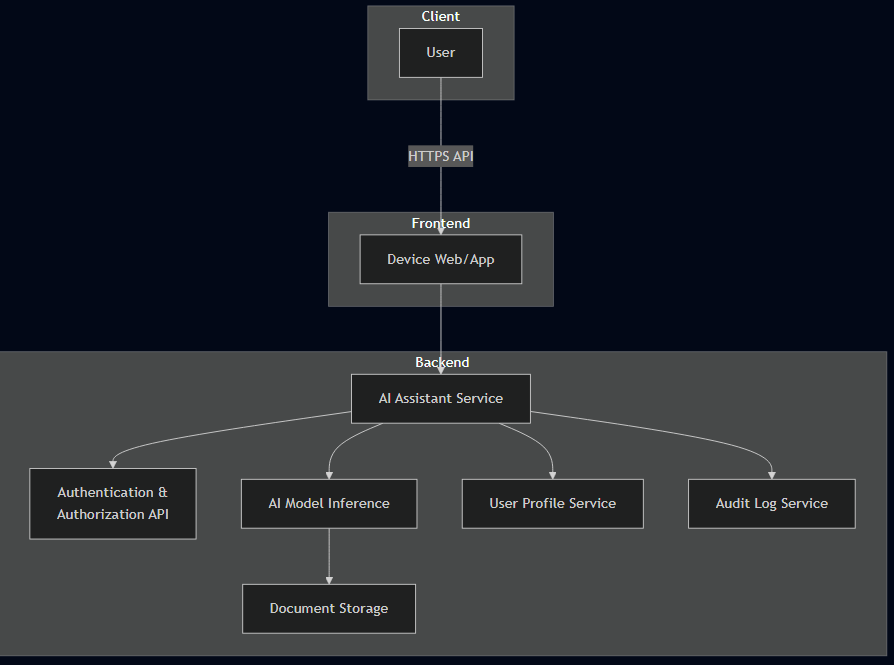 Client
User
HTTPS API
Frontend
Device Web/App
Backend
AI Assistant Service
Authentication &
Authorization API
AI Model Inference
User Profile Service
Audit Log Service
Document Storage